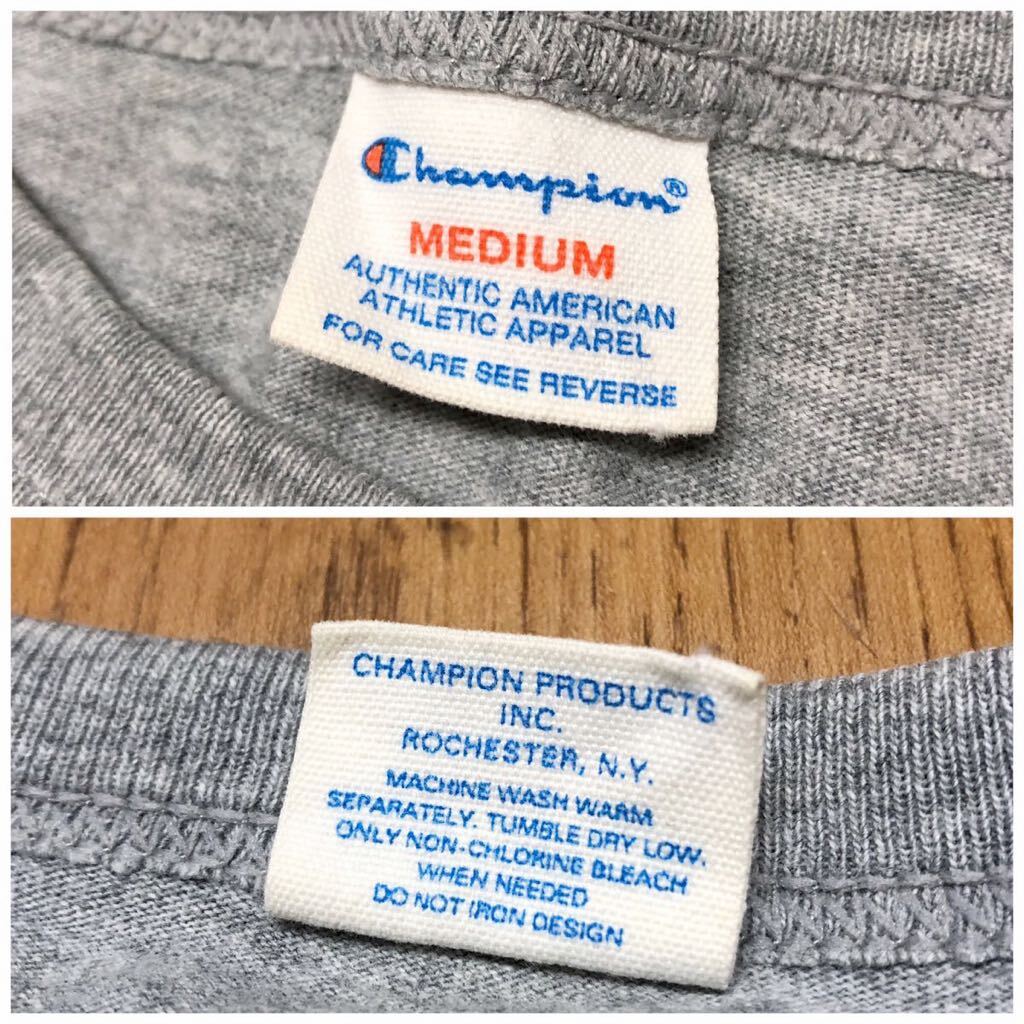 Champion®
MEDIUM
AUTHENTIC AMERICAN
ATHLETIC APPAREL
FOR CARE SEE REVERSE
CHAMPION PRODUCTS
INC.
ROCHESTER, N.Y.
MACHINE WASH WARM
SEPARATELY. TUMBLE DRY LOW.
ONLY NON-CHLORINE BLEACH
WHEN NEEDED
DO NOT IRON DESIGN